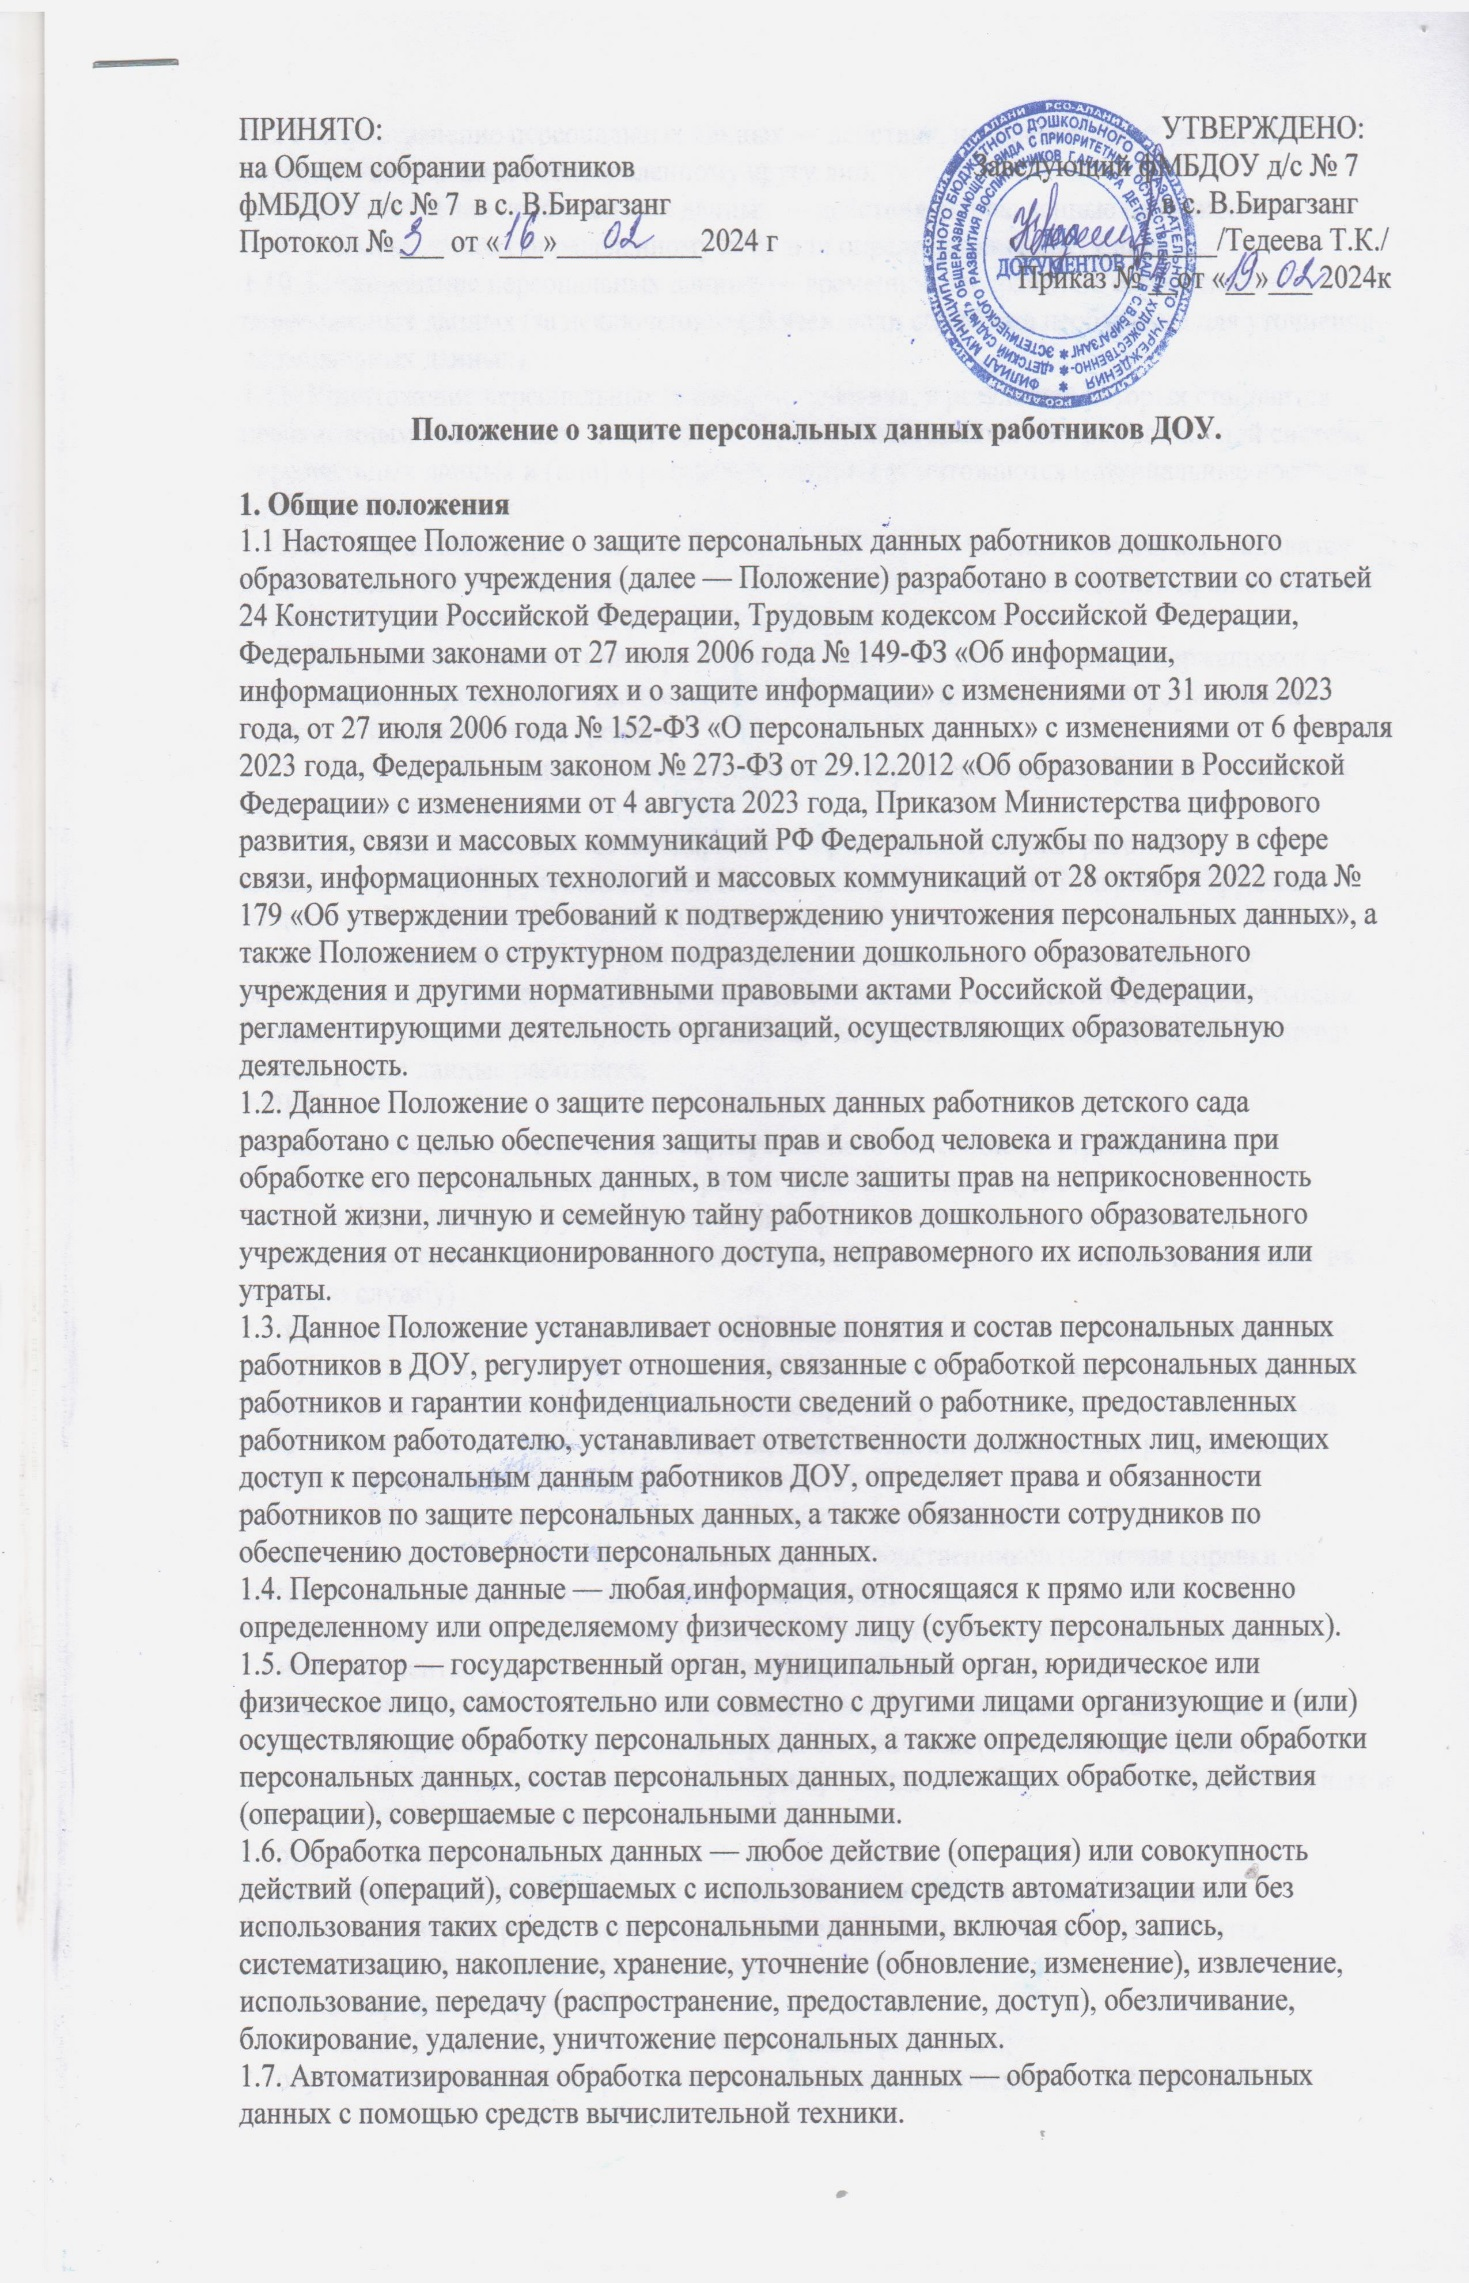 ПРИНЯТО:
на Общем собрании работников
фМБДОУ д/с № 7 в с. В.Бирагзанг
Протокол № 3 от «16» 02 2024 г
УТВЕРЖДЕНО:
Заведующий фМБДОУ д/с № 7
в с. В.Бирагзанг
/Тедеева Т.К./
Приказ №__ от «19» 02 2024к
ДОКУМЕНТОВ
Положение о защите персональных данных работников ДОУ.
1. Общие положения
1.1 Настоящее Положение о защите персональных данных работников дошкольного
образовательного учреждения (далее — Положение) разработано в соответствии со статьей
24 Конституции Российской Федерации, Трудовым кодексом Российской Федерации,
Федеральными законами от 27 июля 2006 года № 149-ФЗ «Об информации,
информационных технологиях и о защите информации» с изменениями от 31 июля 2023
года, от 27 июля 2006 года № 152-ФЗ «О персональных данных» с изменениями от 6 февраля
2023 года, Федеральным законом № 273-ФЗ от 29.12.2012 «Об образовании в Российской
Федерации» с изменениями от 4 августа 2023 года, Приказом Министерства цифрового
развития, связи и массовых коммуникаций РФ Федеральной службы по надзору в сфере
связи, информационных технологий и массовых коммуникаций от 28 октября 2022 года №
179 «Об утверждении требований к подтверждению уничтожения персональных данных», а
также Положением о структурном подразделении дошкольного образовательного
учреждения и другими нормативными правовыми актами Российской Федерации,
регламентирующими деятельность организаций, осуществляющих образовательную
деятельность.
1.2. Данное Положение о защите персональных данных работников детского сада
разработано с целью обеспечения защиты прав и свобод человека и гражданина при
обработке его персональных данных, в том числе зашиты прав на неприкосновенность
частной жизни, личную и семейную тайну работников дошкольного образовательного
учреждения от несанкционированного доступа, неправомерного их использования или
утраты.
1.3. Данное Положение устанавливает основные понятия и состав персональных данных
работников в ДОУ, регулирует отношения, связанные с обработкой персональных данных
работников и гарантии конфиденциальности сведений о работнике, предоставленных
работником работодателю, устанавливает ответственности должностных лиц, имеющих
доступ к персональным данным работников ДОУ, определяет права и обязанности
работников по защите персональных данных, а также обязанности сотрудников по
обеспечению достоверности персональных данных.
1.4. Персональные данные — любая информация, относящаяся к прямо или косвенно
определенному или определяемому физическому лицу (субъекту персональных данных).
1.5. Оператор — государственный орган, муниципальный орган, юридическое или
физическое лицо, самостоятельно или совместно с другими лицами организующие и (или)
осуществляющие обработку персональных данных, а также определяющие цели обработки
персональных данных, состав персональных данных, подлежащих обработке, действия
(операции), совершаемые с персональными данными.
1.6. Обработка персональных данных — любое действие (операция) или совокупность
действий (операций), совершаемых с использованием средств автоматизации или без
использования таких средств с персональными данными, включая сбор, запись,
систематизацию, накопление, хранение, уточнение (обновление, изменение), извлечение,
использование, передачу (распространение, предоставление, доступ), обезличивание,
блокирование, удаление, уничтожение персональных данных.
1.7. Автоматизированная обработка персональных данных — обработка персональных
данных с помощью средств вычислительной техники.